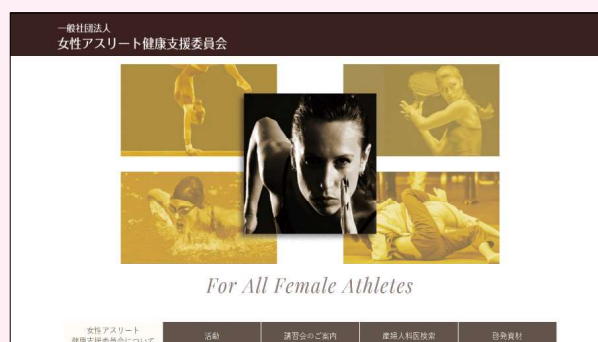 一般社団法人
女性アスリート健康支援委員会
For All Female Athletes
女性アスリート
健康支援委員会について
活動
講習会のご案内
産婦人科医検索
啓発資材